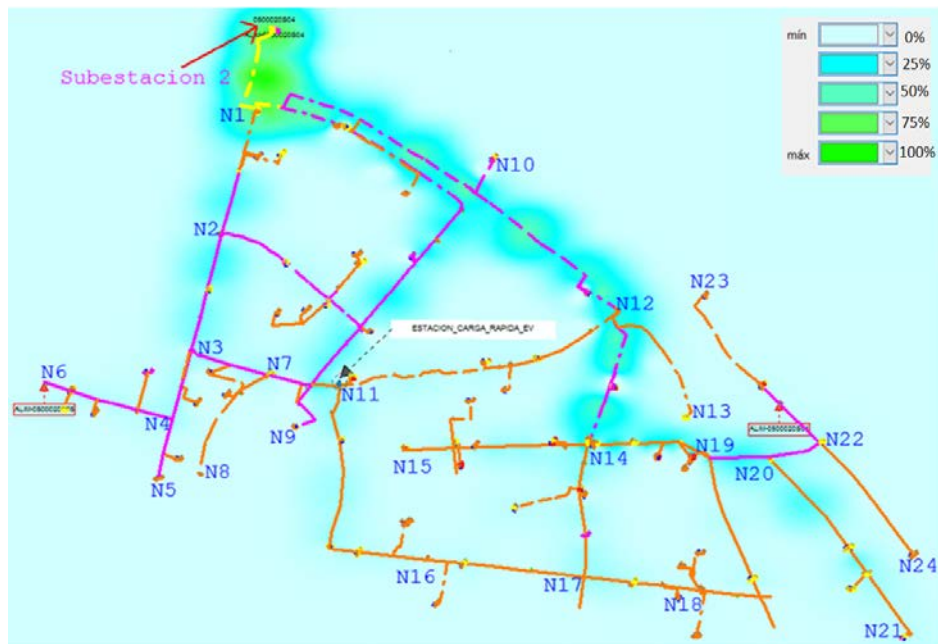 0500020S04
mín
0%
25%
50%
75%
máx
100%
Subestacion 2
N1
N10
N2
N23
N12
ESTACION_CARGA_RAPIDA_EV
N3
N6
N7
N11
N13
N4
N9
N22
N14
N19
N15
N8
N20
N5
N24
N16
N17
N18
N21